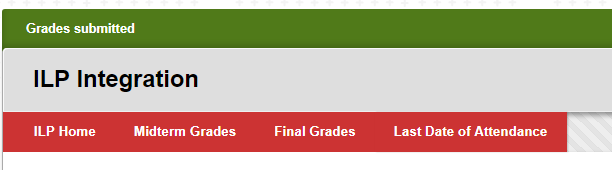 Grades submitted
ILP Integration
ILP Home Midterm Grades Final Grades Last Date of Attendance